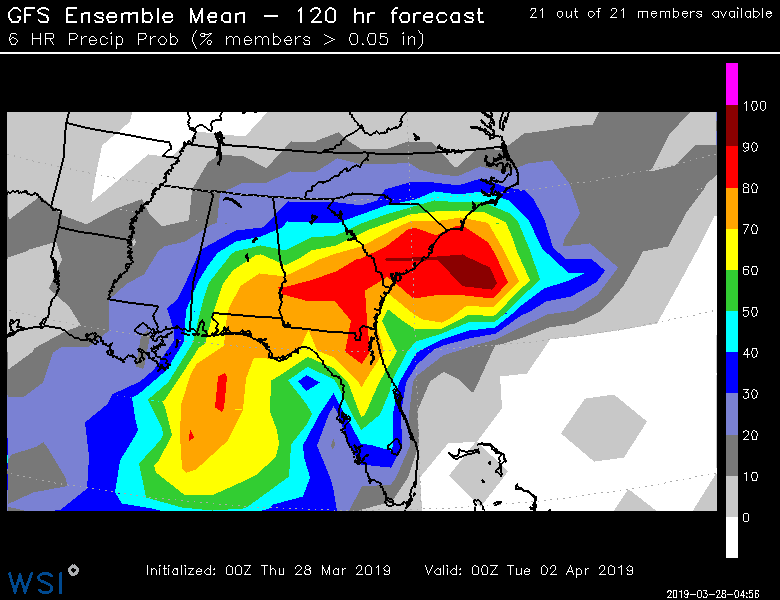 GFS Ensemble Mean – 120 hr forecast
21 out of 21 members available
6 HR Precip Prob (% members > 0.05 in)
100
90
80
70
60
50
40
30
20
10
0
Initialized: 00Z Thu 28 Mar 2019
Valid: 00Z Tue 02 Apr 2019
WSI
2019-03-28-04:56